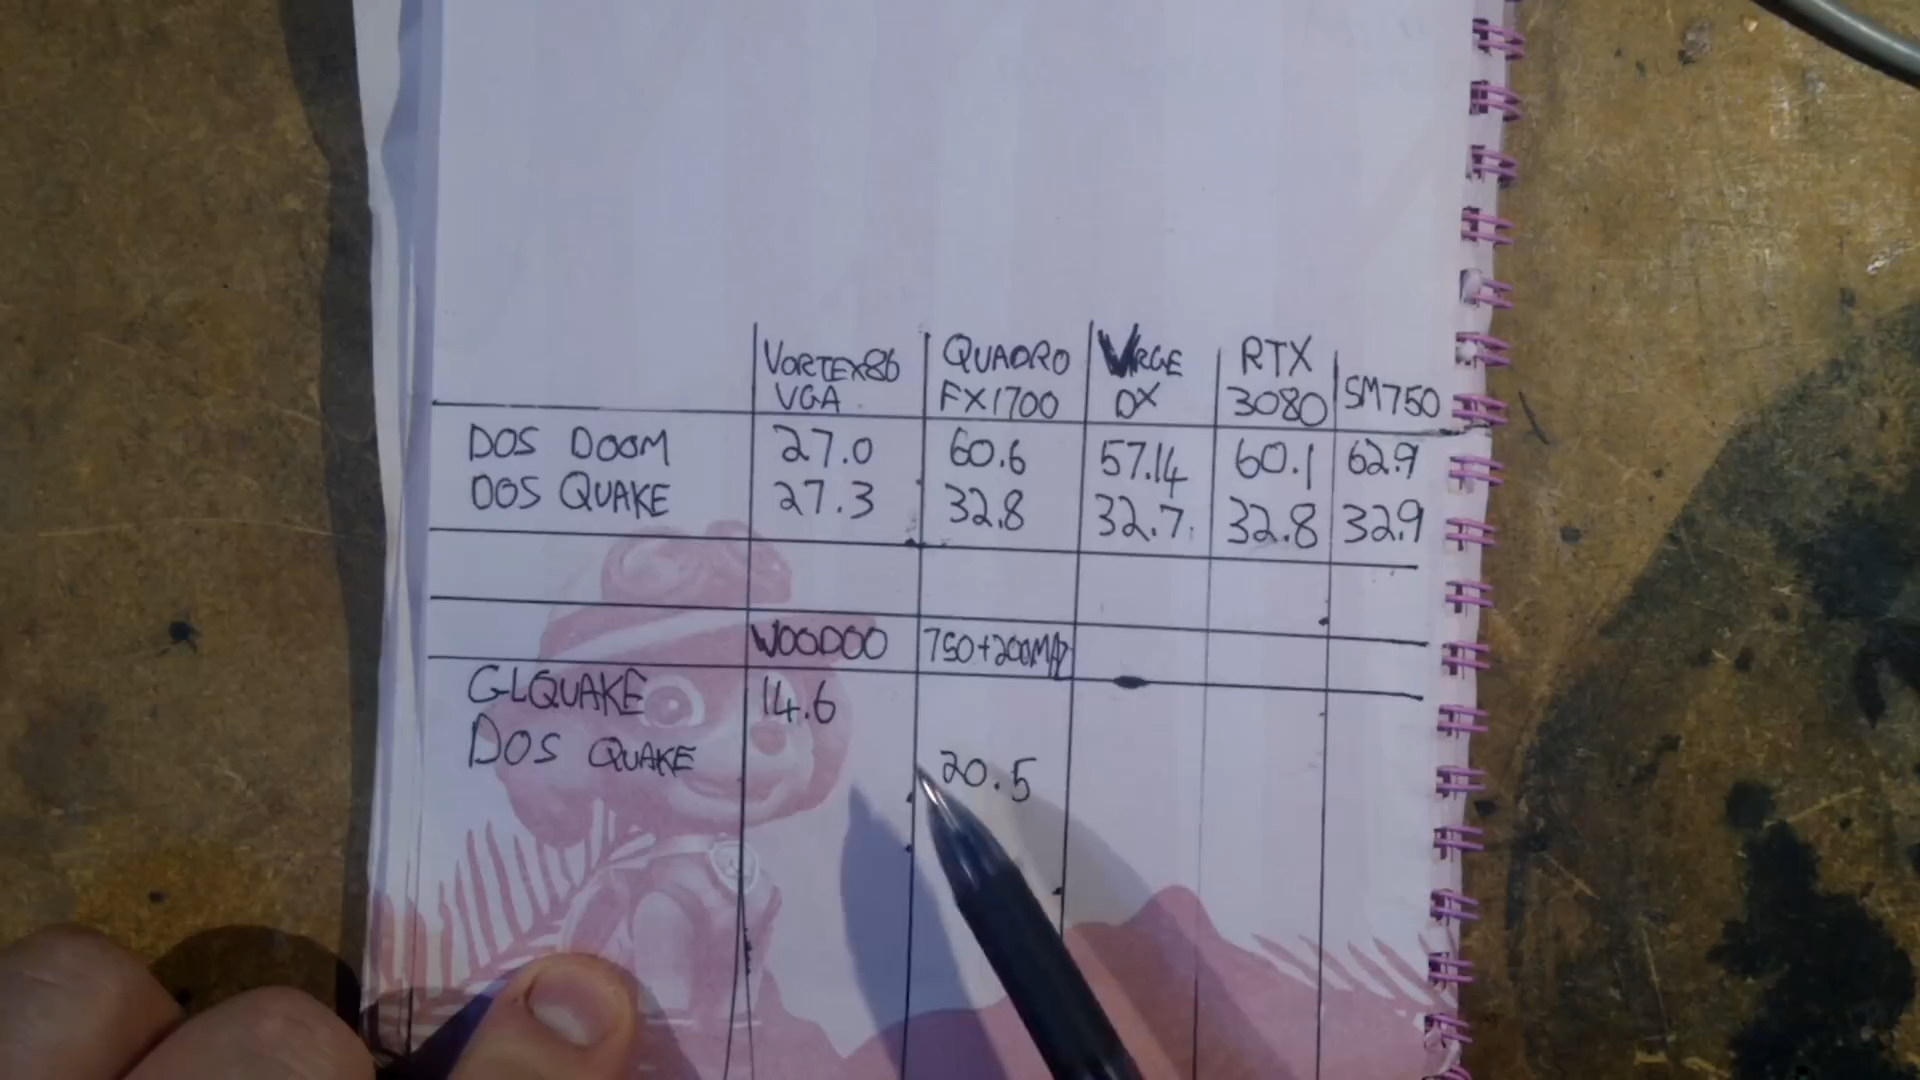 VORTEX86 QUADRO VRGE RTX
VGA FX1700 DX 3080 SM750
DOS DOOM 27.0 60.6 57.14 60.1 62.9
DOS QUAKE 27.3 32.8 32.7 32.8 32.9
WOODOO 750+200MHZ
GLQUAKE 14.6
DOS QUAKE 20.5